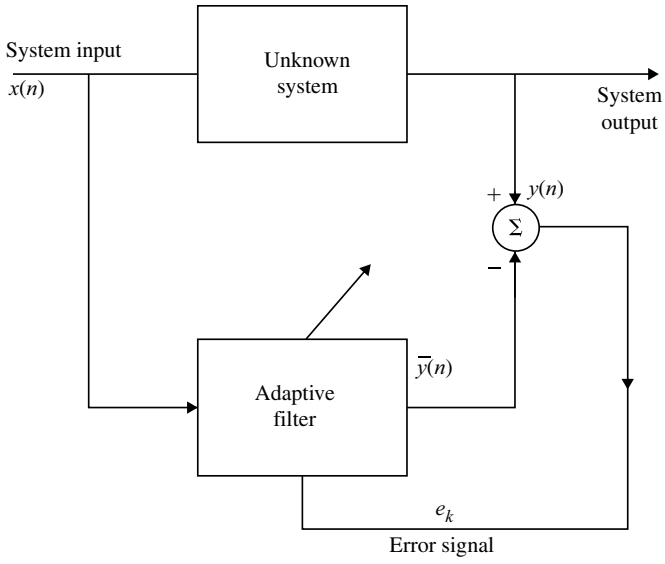 System input
x(n)
Unknown
system
System
output
+
y(n)
Σ
−
y̅(n)
Adaptive
filter
e_k
Error signal